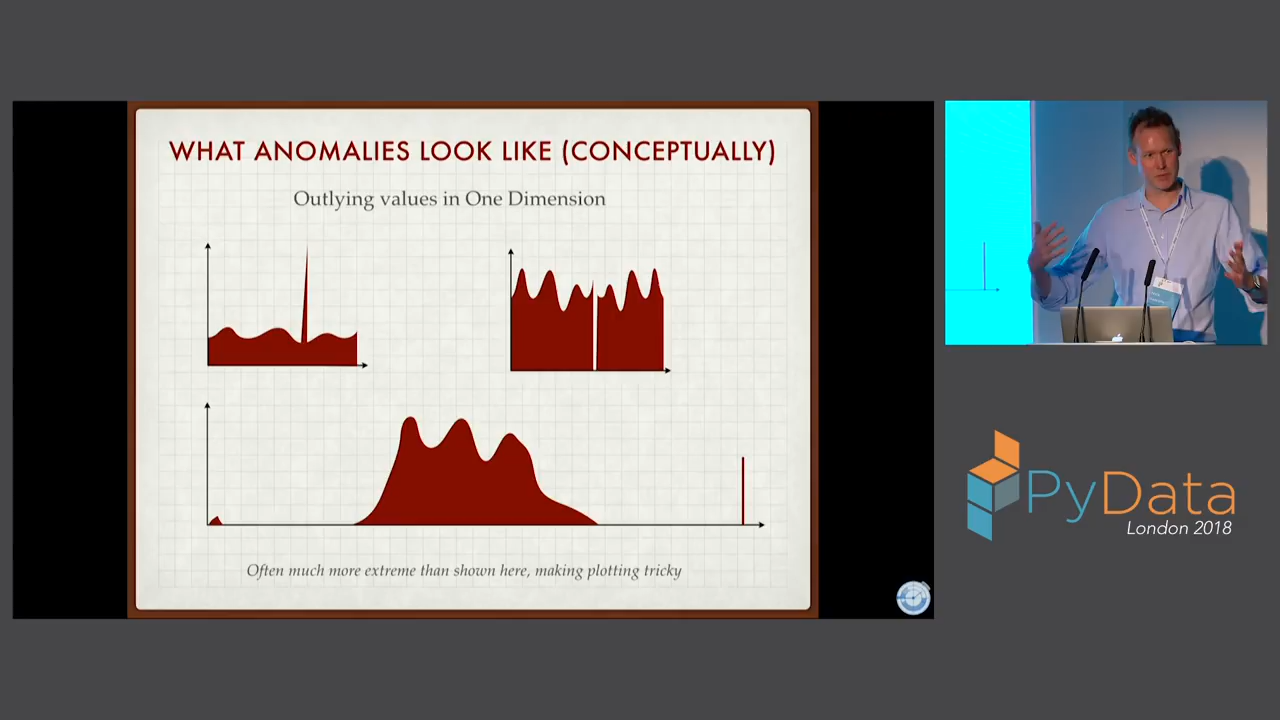 WHAT ANOMALIES LOOK LIKE (CONCEPTUALLY)
Outlying values in One Dimension
Often much more extreme than shown here, making plotting tricky
PyData
London 2018